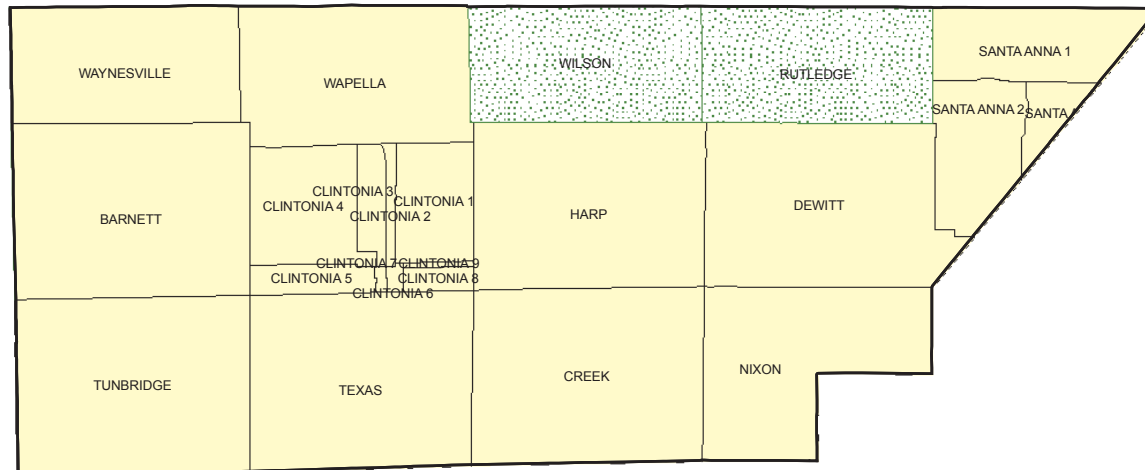 SANTA ANNA 1
WILSON
WAYNESVILLE
RUTLEDGE
WAPELLA
SANTA ANNA 2
SANTA
CLINTONIA 3
CLINTONIA 1
CLINTONIA 4
CLINTONIA 2
DEWITT
HARP
BARNETT
CLINTONIA 7
CLINTONIA 9
CLINTONIA 5
CLINTONIA 8
CLINTONIA 6
NIXON
CREEK
TUNBRIDGE
TEXAS